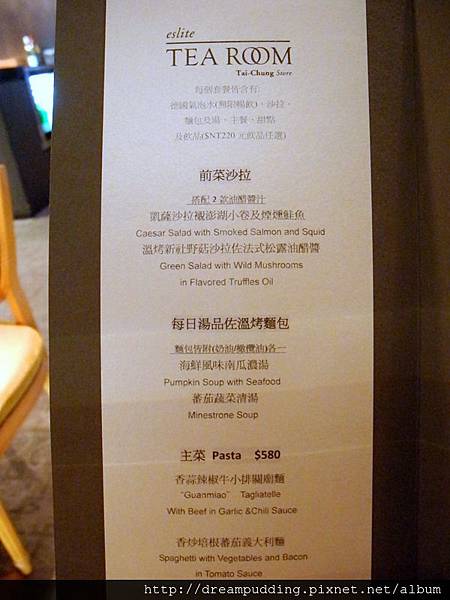 eslite
TEA ROOM
Tai-Chung Store
每個套餐皆含有:
德國氣泡水(無限暢飲)、沙拉、
麵包及湯、主餐、甜點
及飲品($NT220 元飲品任選)
前菜沙拉
搭配 2 款油醋醬汁
凱薩沙拉襯澎湖小卷及煙燻鮭魚
Caesar Salad with Smoked Salmon and Squid
溫烤新社野菇沙拉佐法式松露油醋醬
Green Salad with Wild Mushrooms
in Flavored Truffles Oil
每日湯品佐溫烤麵包
麵包皆附(奶油/橄欖油)各一
海鮮風味南瓜濃湯
Pumpkin Soup with Seafood
蕃茄蔬菜清湯
Minestrone Soup
主菜 Pasta $580
香蒜辣椒牛小排關廟麵
"Guanmiao" Tagliatelle
With Beef in Garlic &Chili Sauce
香炒培根蕃茄義大利麵
Spaghetti with Vegetables and Bacon
in Tomato Sauce
http://dreampudding.pixnet.net/album